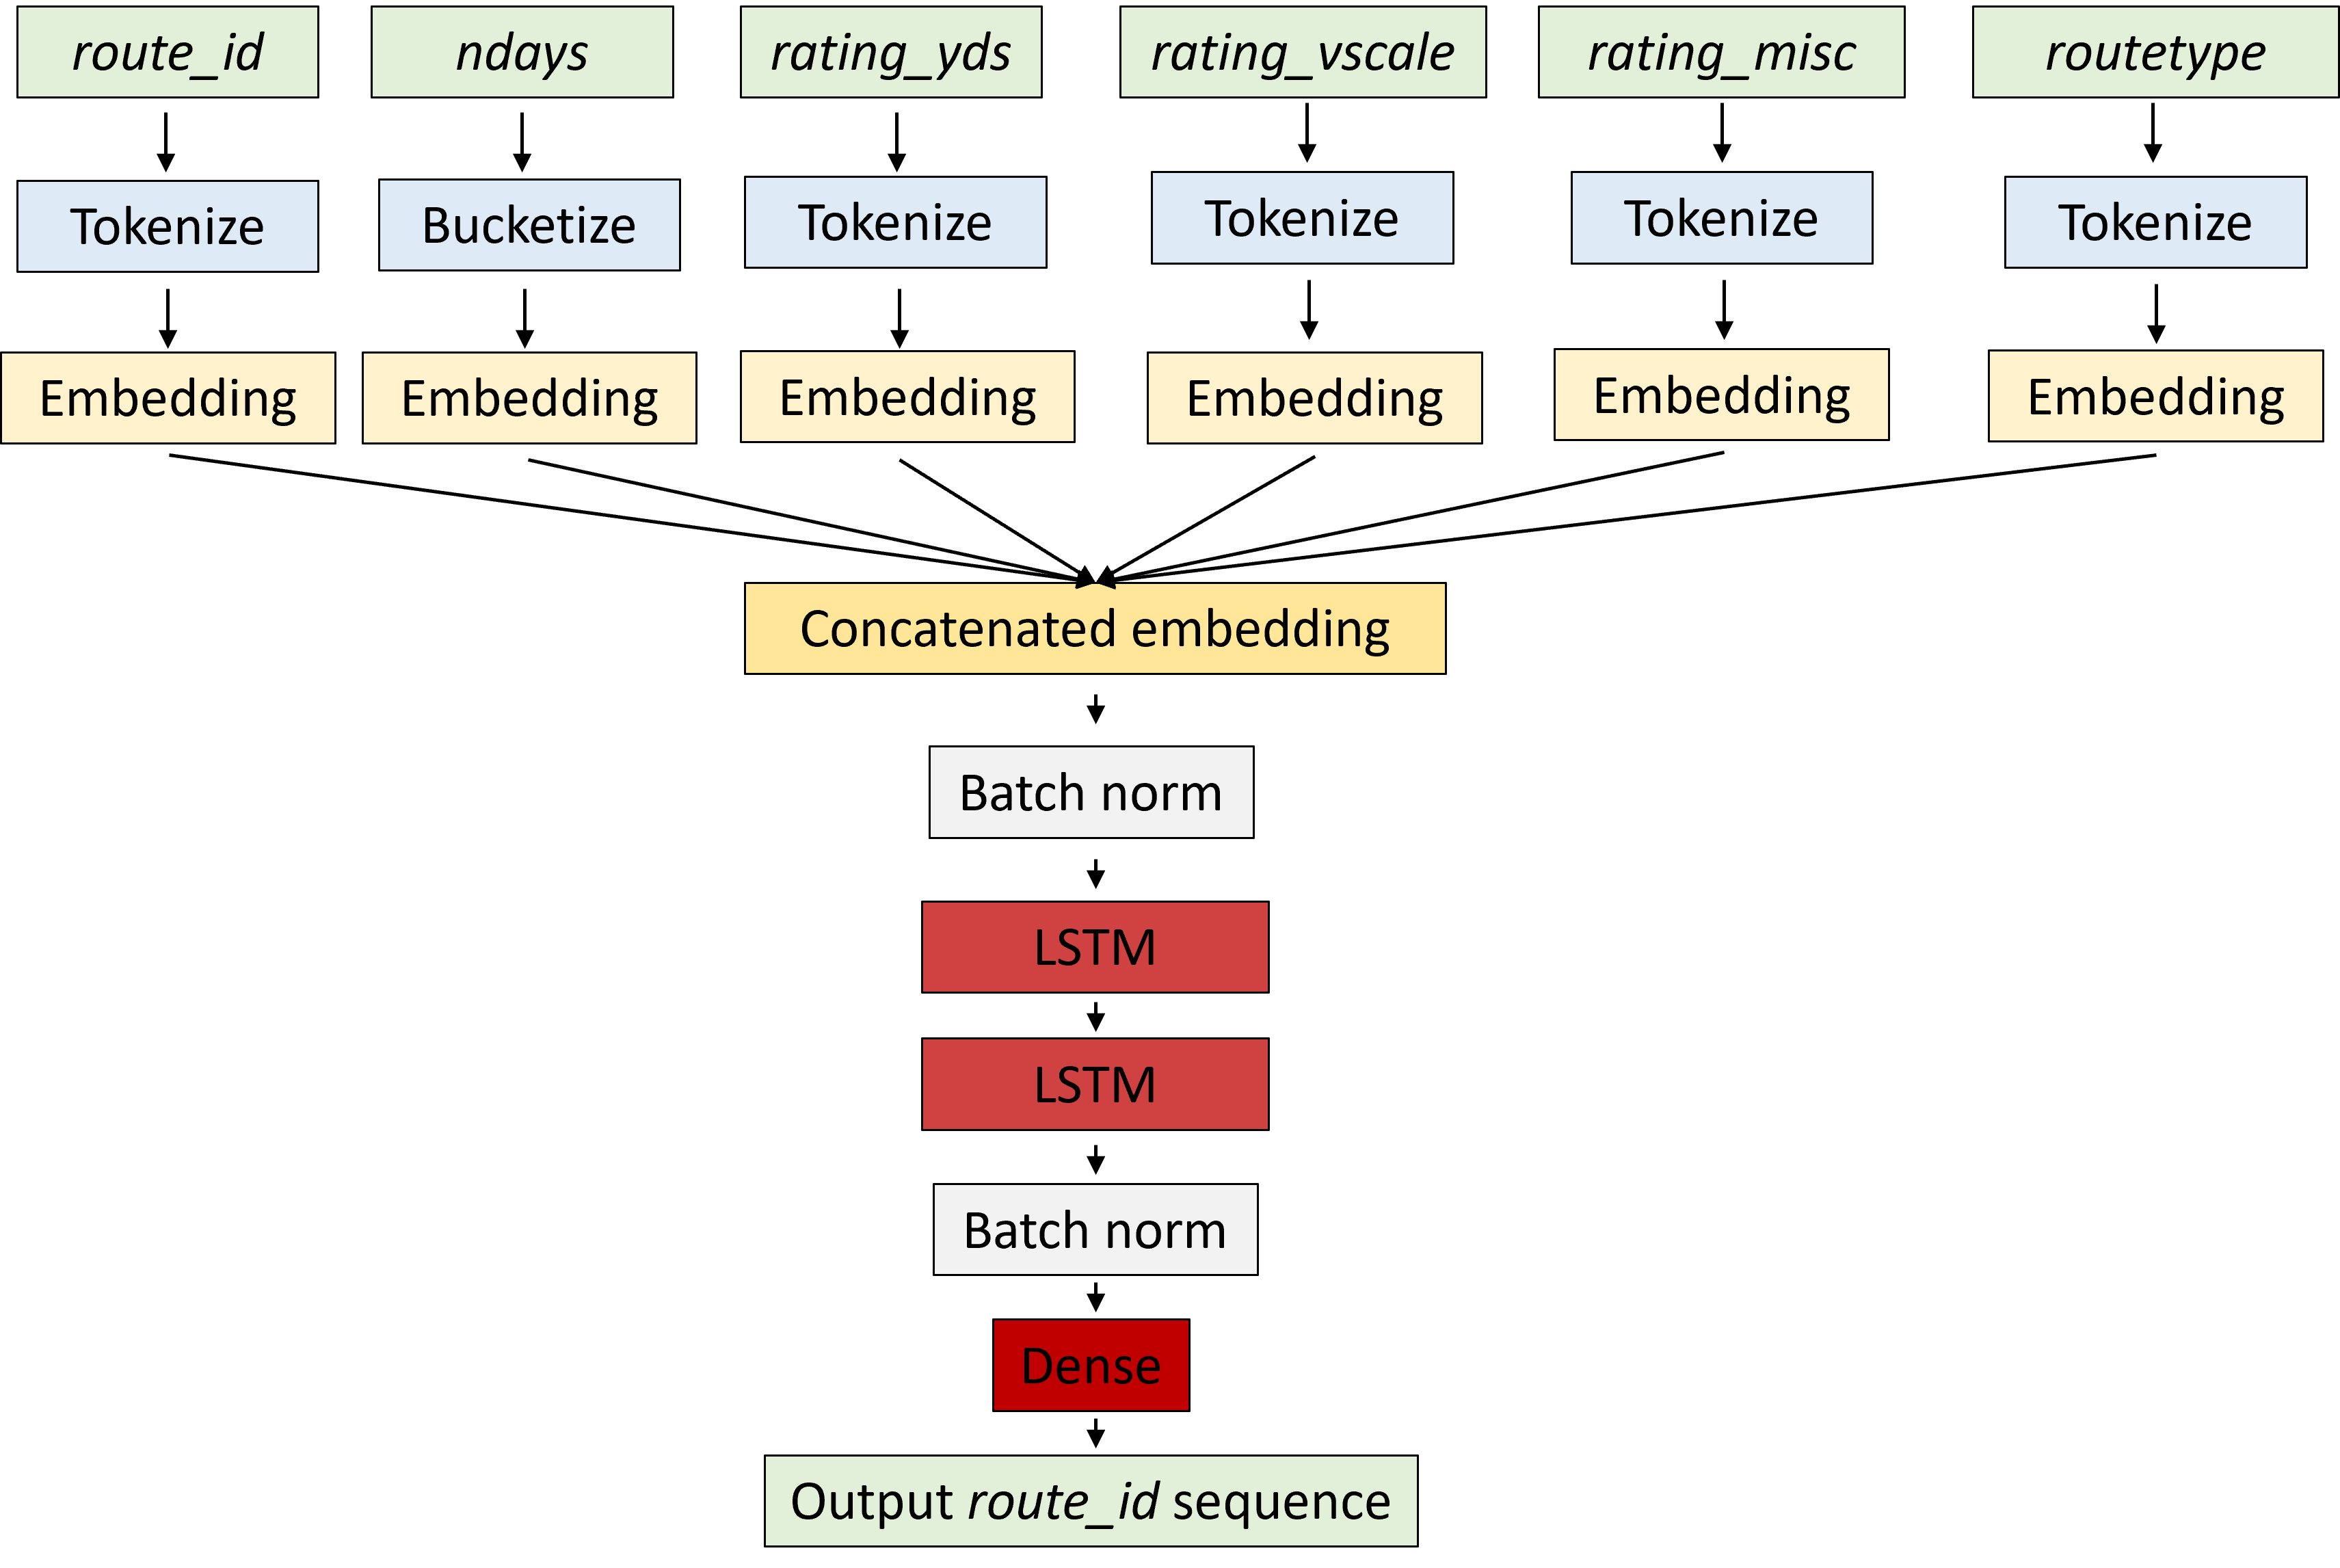 route_id
ndays
rating_yds
rating_vscale
rating_misc
routetype
Tokenize
Bucketize
Tokenize
Tokenize
Tokenize
Tokenize
Embedding
Embedding
Embedding
Embedding
Embedding
Embedding
Concatenated embedding
Batch norm
LSTM
LSTM
Batch norm
Dense
Output route_id sequence